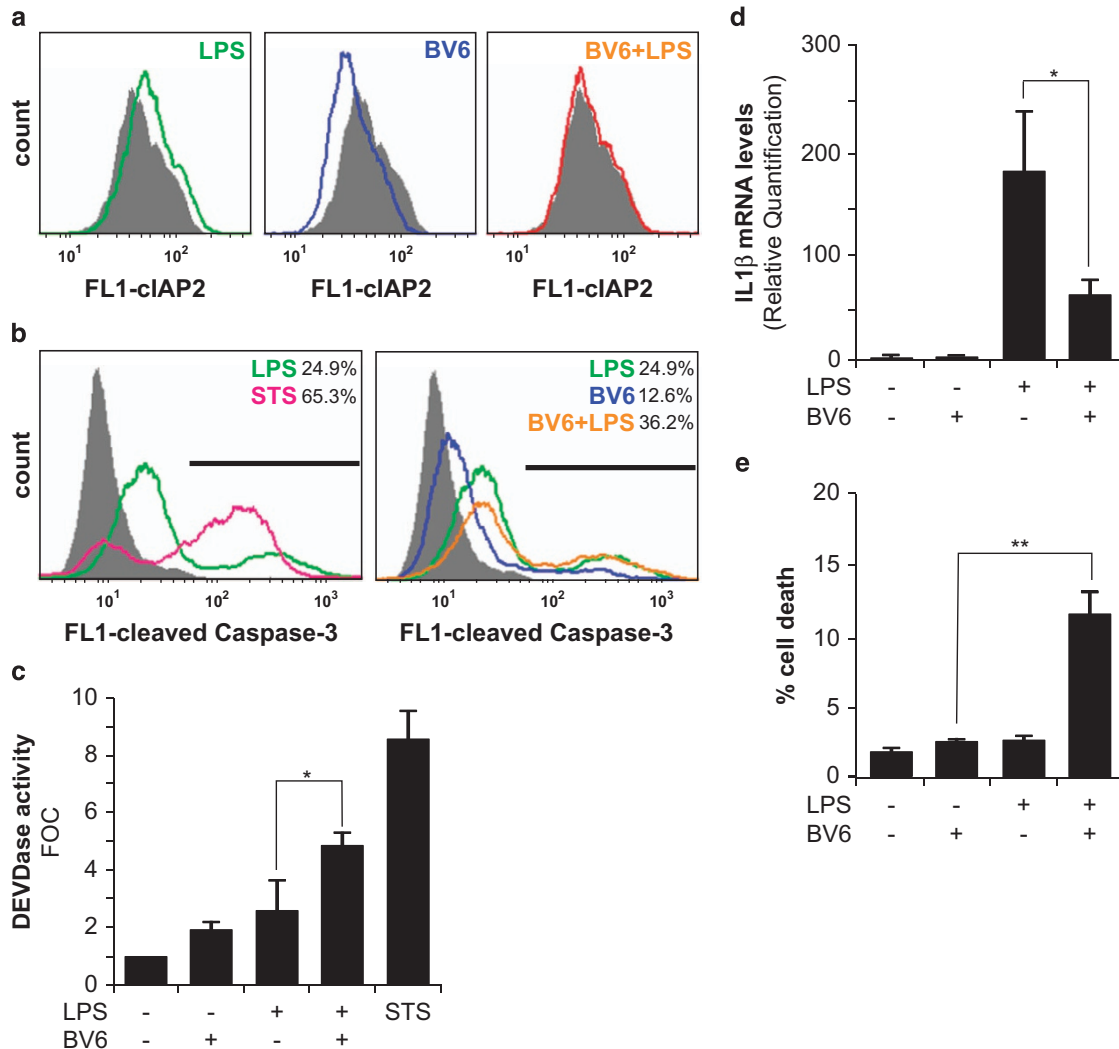 a
LPS
BV6
BV6+LPS
count
10¹ 10² 10¹ 10² 10¹ 10²
FL1-cIAP2 FL1-cIAP2 FL1-cIAP2
b
LPS 24.9%
STS 65.3%
LPS 24.9%
BV6 12.6%
BV6+LPS 36.2%
count
10¹ 10² 10³ 10¹ 10² 10³
FL1-cleaved Caspase-3 FL1-cleaved Caspase-3
c
DEVDase activity
FOC
10
8
6
4
2
0
*
LPS - - + + STS
BV6 - + - +
d
IL1β mRNA levels
(Relative Quantification)
300
200
100
0
*
LPS - - + +
BV6 - + - +
e
% cell death
20
15
10
5
0
**
LPS - - + +
BV6 - + - +